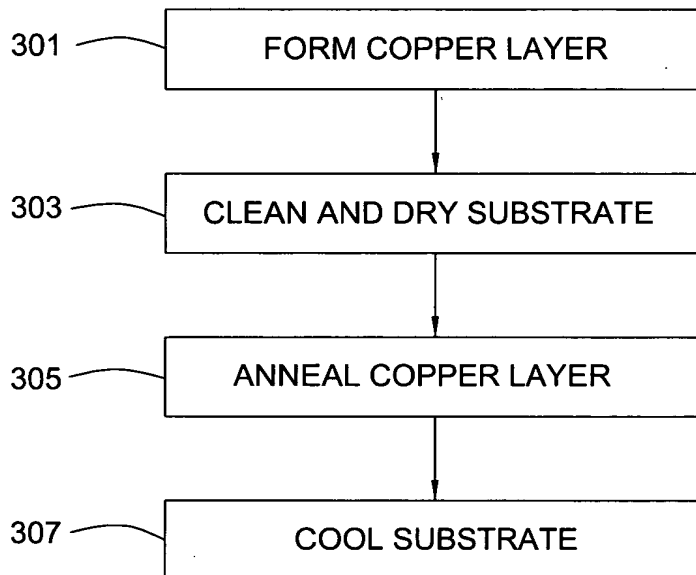 301 FORM COPPER LAYER
303 CLEAN AND DRY SUBSTRATE
305 ANNEAL COPPER LAYER
307 COOL SUBSTRATE